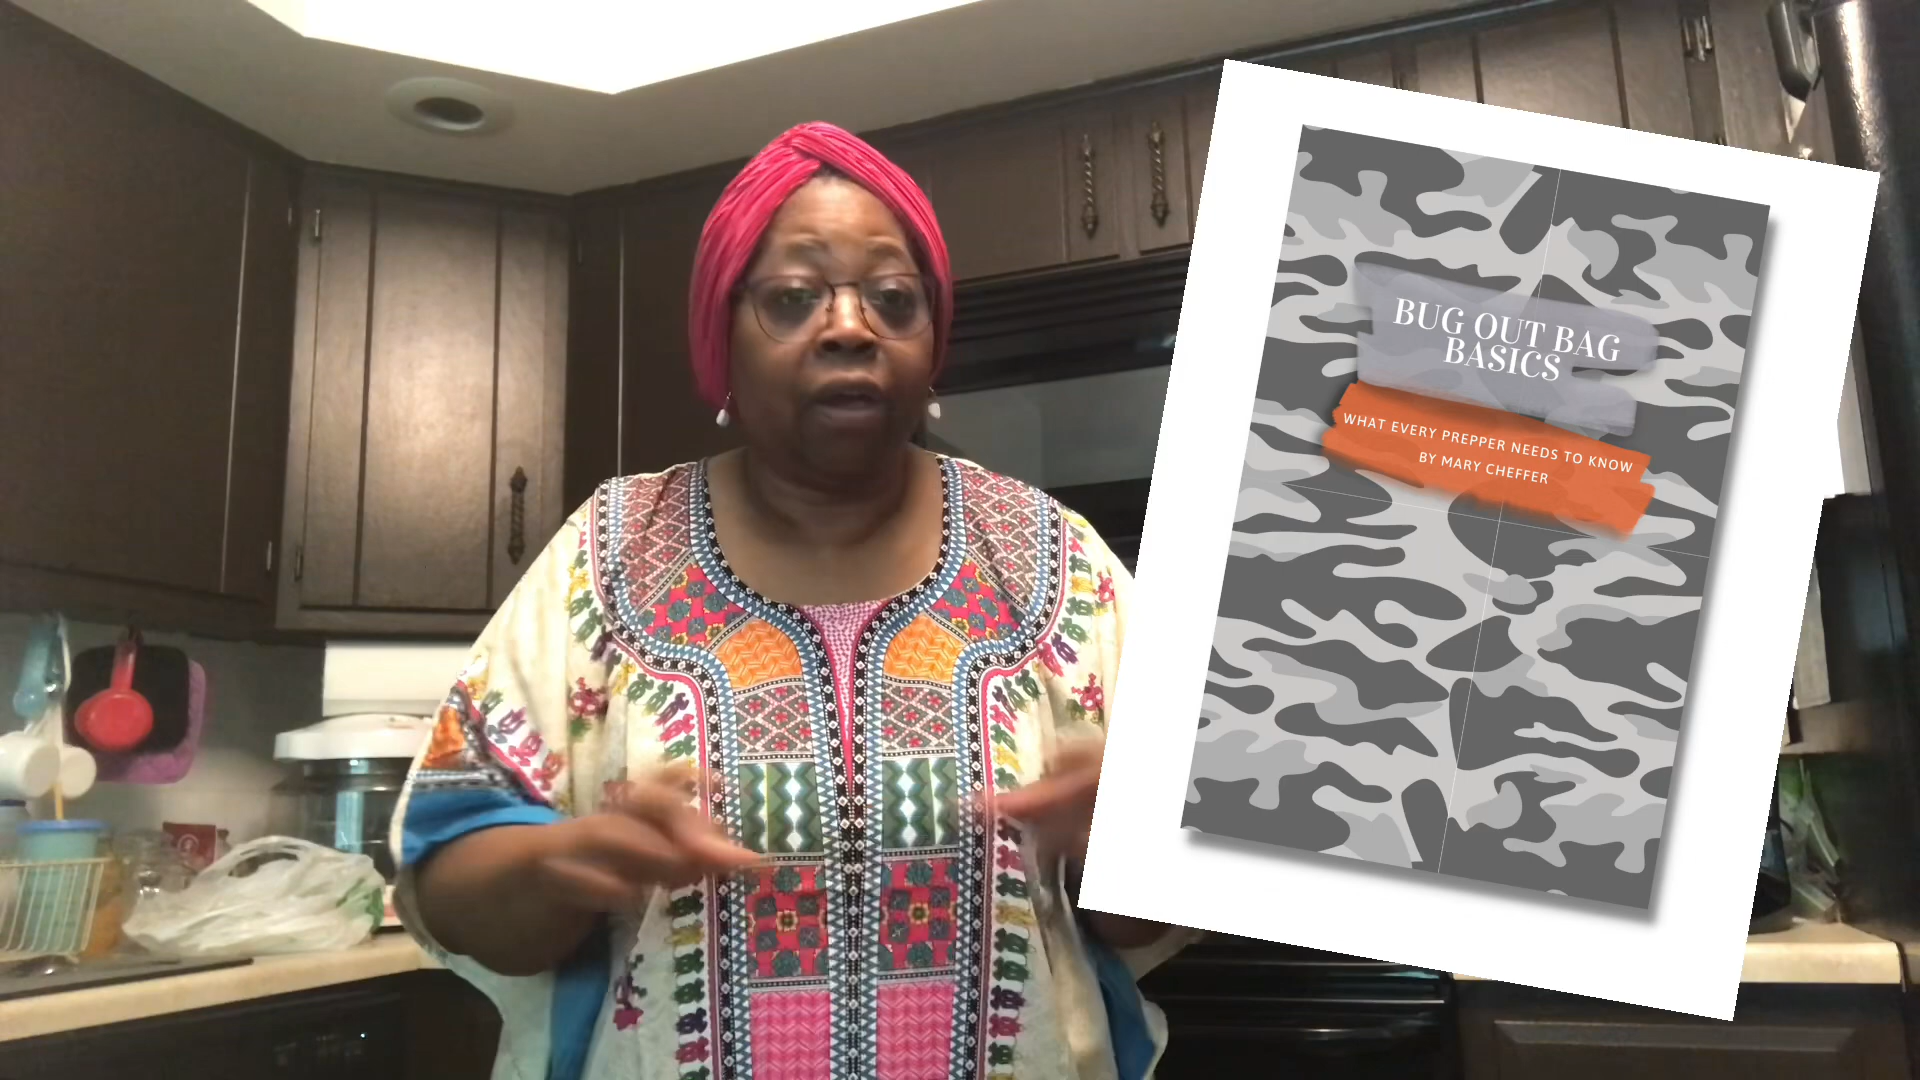 BUG OUT BAG
BASICS
WHAT EVERY PREPPER NEEDS TO KNOW
BY MARY CHEFFER